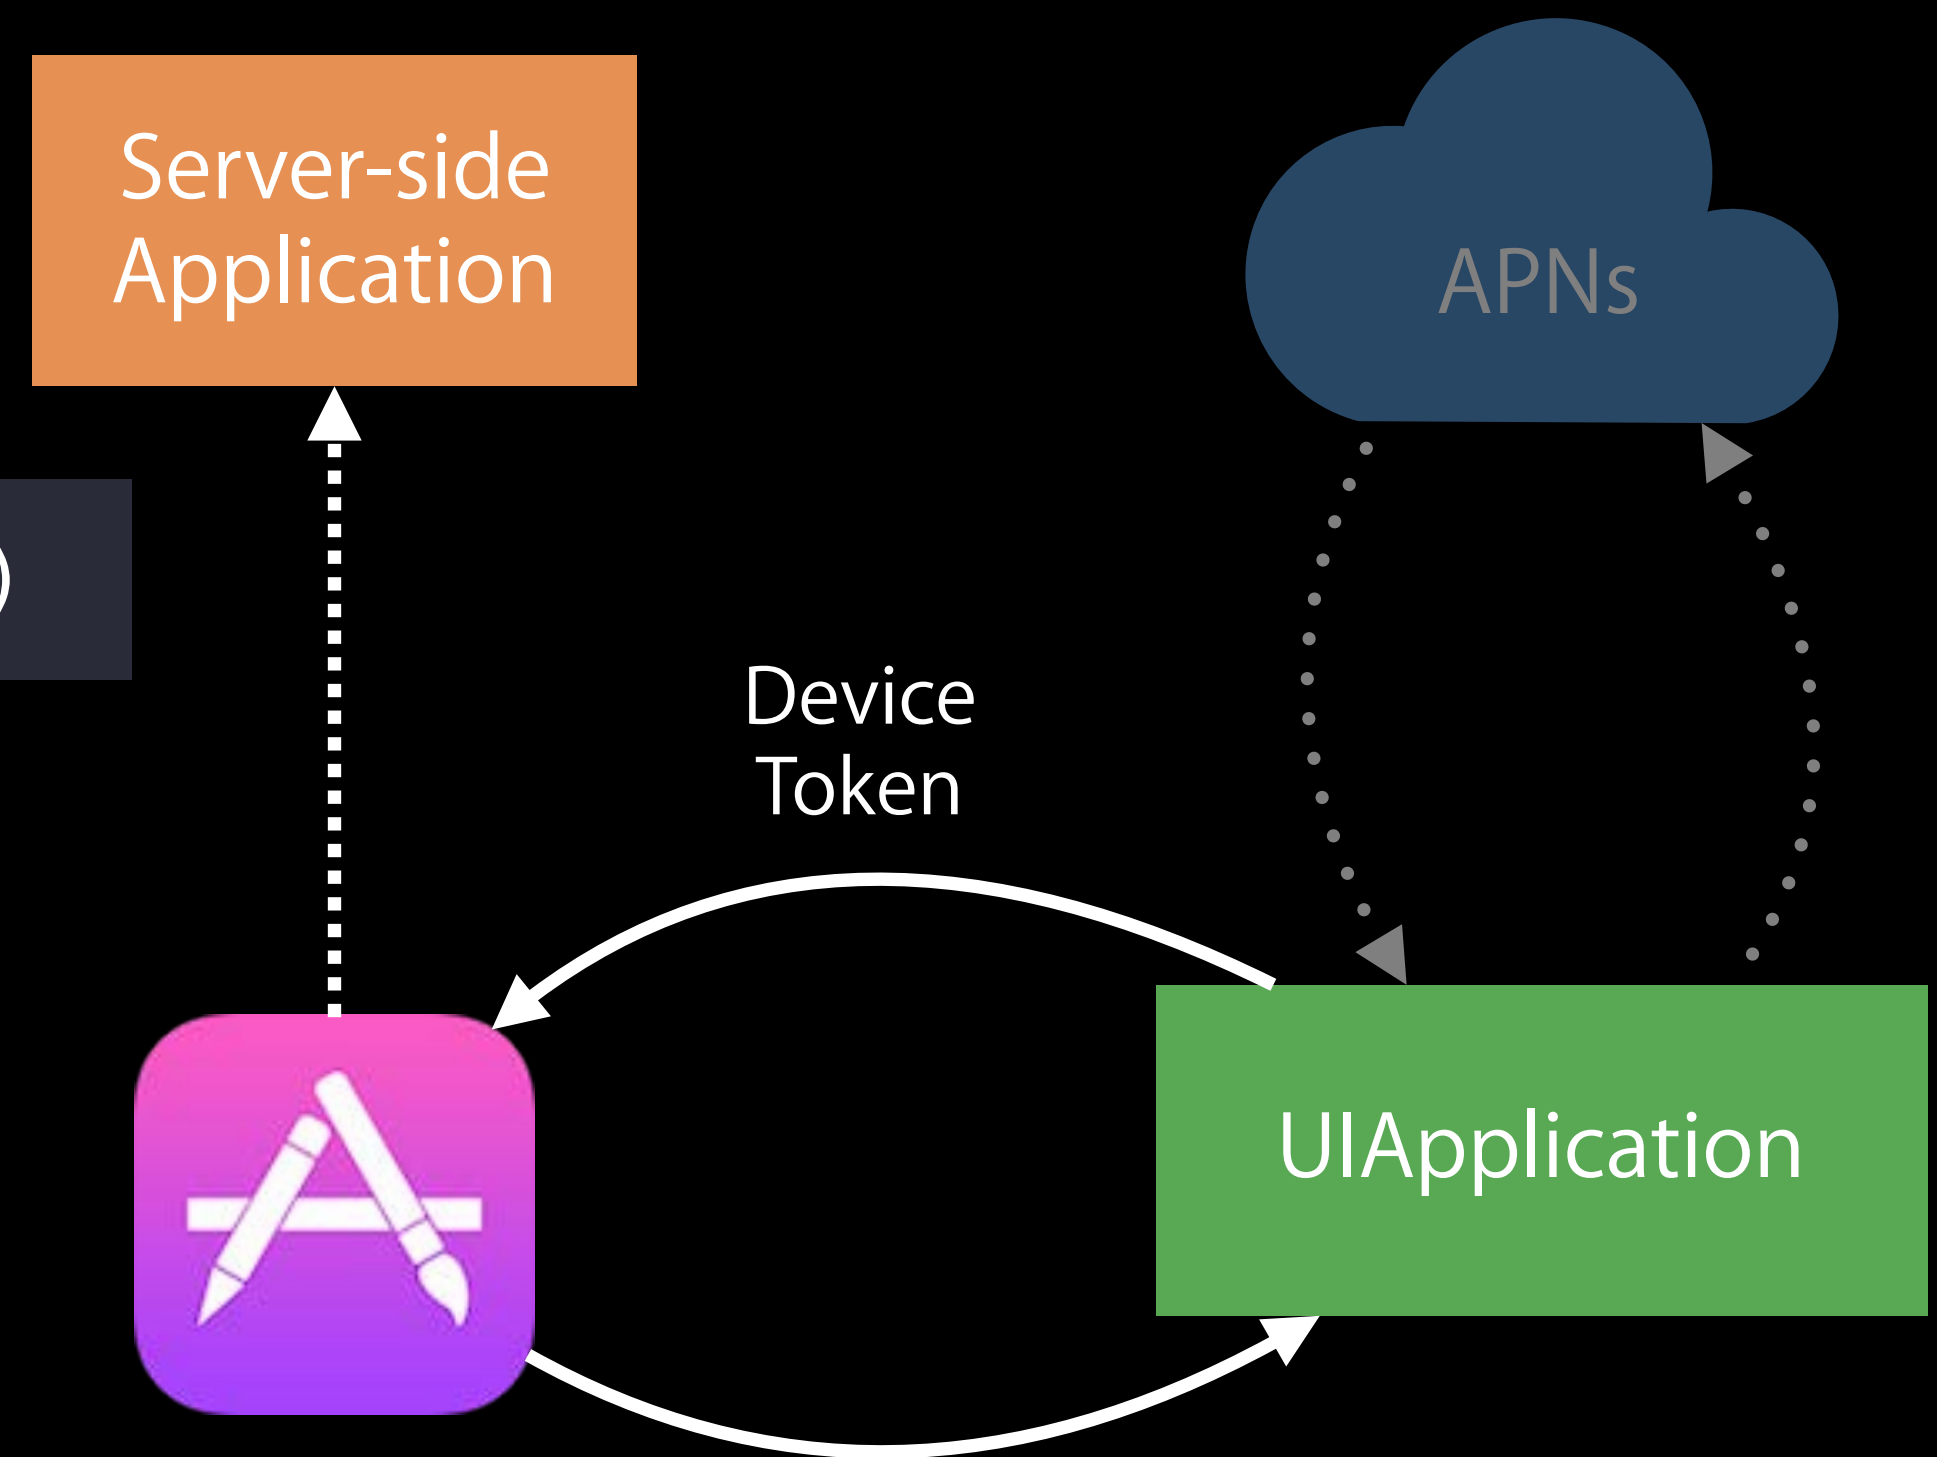 Server-side
Application
APNs
)
Device
Token
UIApplication